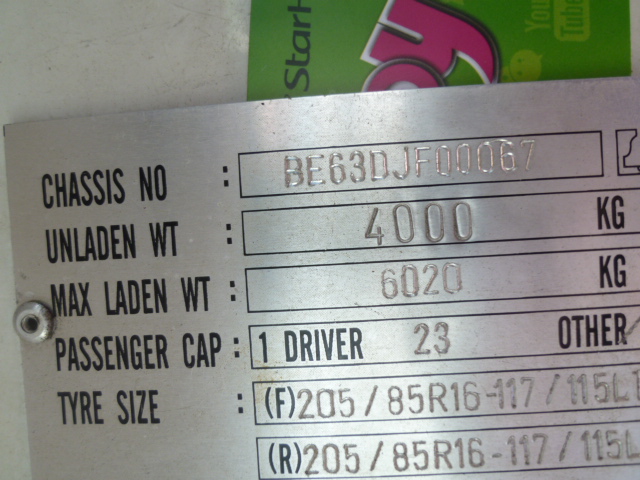 StarH
You
Tube
CHASSIS NO : BE63DJF00067
UNLADEN WT : 4000 KG
MAX LADEN WT : 6020 KG
PASSENGER CAP : 1 DRIVER 23 OTHER
TYRE SIZE : (F)205/85R16-117/115LT
(R)205/85R16-117/115L